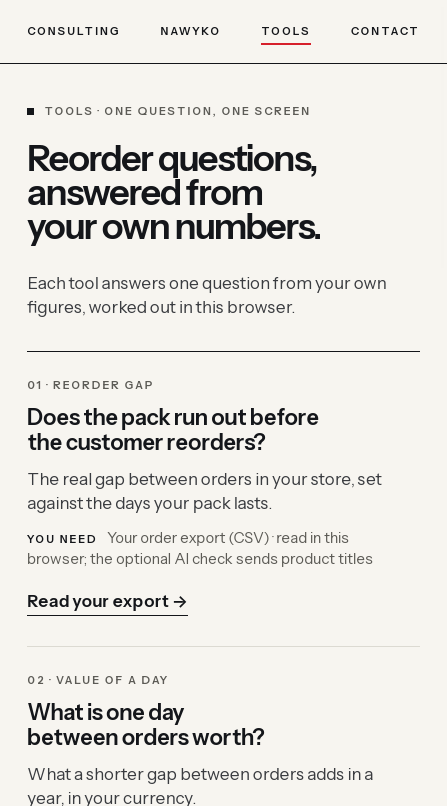 CONSULTING NAWYKO TOOLS CONTACT
TOOLS · ONE QUESTION, ONE SCREEN
Reorder questions,
answered from
your own numbers.
Each tool answers one question from your own
figures, worked out in this browser.
01 · REORDER GAP
Does the pack run out before
the customer reorders?
The real gap between orders in your store, set
against the days your pack lasts.
YOU NEED Your order export (CSV) · read in this
browser; the optional AI check sends product titles
Read your export →
02 · VALUE OF A DAY
What is one day
between orders worth?
What a shorter gap between orders adds in a
year, in your currency.